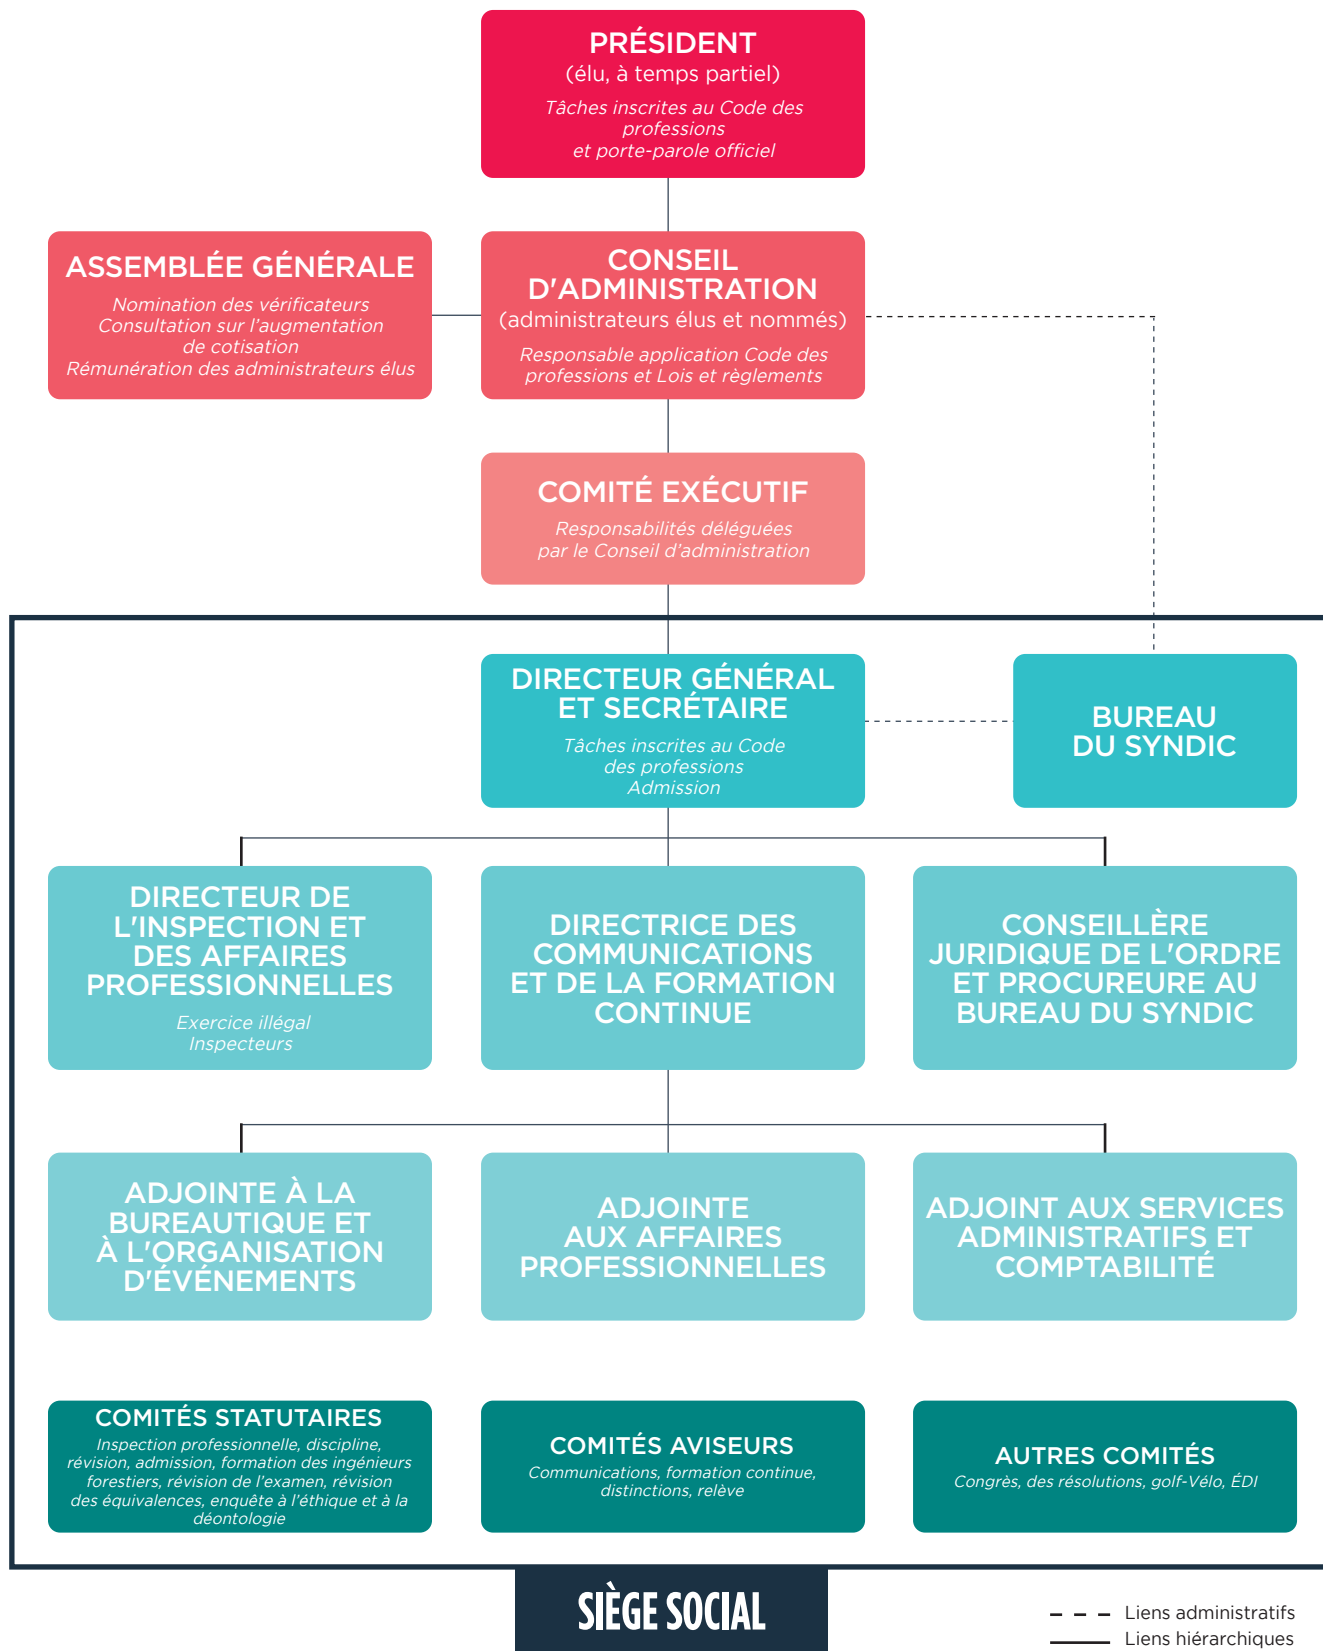 PRÉSIDENT
(élu, à temps partiel)
Tâches inscrites au Code des
professions
et porte-parole officiel
ASSEMBLÉE GÉNÉRALE
Nomination des vérificateurs
Consultation sur l'augmentation
de cotisation
Rémunération des administrateurs élus
CONSEIL
D'ADMINISTRATION
(administrateurs élus et nommés)
Responsable application Code des
professions et Lois et règlements
COMITÉ EXÉCUTIF
Responsabilités déléguées
par le Conseil d'administration
DIRECTEUR GÉNÉRAL
ET SECRÉTAIRE
Tâches inscrites au Code
des professions
Admission
BUREAU
DU SYNDIC
DIRECTEUR DE
L'INSPECTION ET
DES AFFAIRES
PROFESSIONNELLES
Exercice illégal
Inspecteurs
DIRECTRICE DES
COMMUNICATIONS
ET DE LA FORMATION
CONTINUE
CONSEILLÈRE
JURIDIQUE DE L'ORDRE
ET PROCUREURE AU
BUREAU DU SYNDIC
ADJOINTE À LA
BUREAUTIQUE ET
À L'ORGANISATION
D'ÉVÉNEMENTS
ADJOINTE
AUX AFFAIRES
PROFESSIONNELLES
ADJOINT AUX SERVICES
ADMINISTRATIFS ET
COMPTABILITÉ
COMITÉS STATUTAIRES
Inspection professionnelle, discipline,
révision, admission, formation des ingénieurs
forestiers, révision de l'examen, révision
des équivalences, enquête à l'éthique et à la
déontologie
COMITÉS AVISEURS
Communications, formation continue,
distinctions, relève
AUTRES COMITÉS
Congrès, des résolutions, golf-Vélo, ÉDI
SIÈGE SOCIAL
Liens administratifs
Liens hiérarchiques